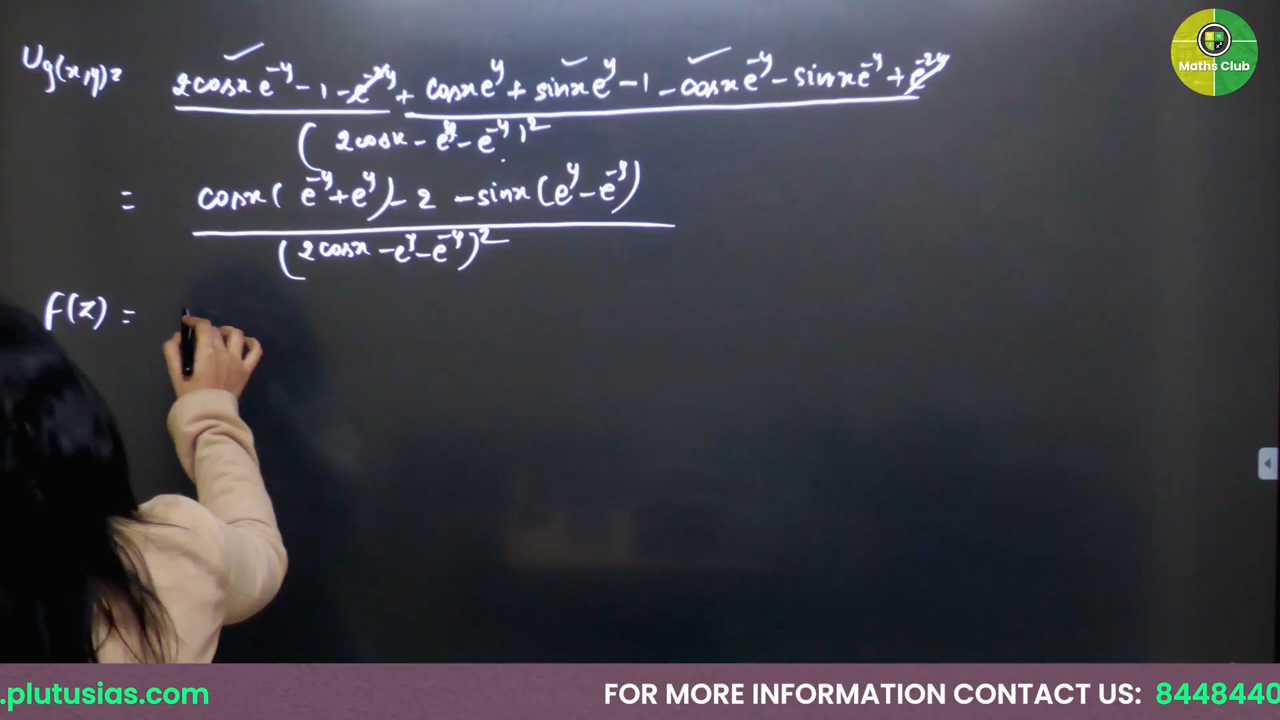 U_y(x,y) = 2cosx e^{-y} - 1 - e^{-2y} + cosx e^y + sinx e^y - 1 - cosx e^{-y} - sinx e^{-y} + e^{-2y}
(2cosx - e^y - e^{-y})^2
= cosx(e^{-y} + e^y) - 2 - sinx(e^y - e^{-y})
(2cosx - e^y - e^{-y})^2
f(z) =
Maths Club
.plutusias.com FOR MORE INFORMATION CONTACT US: 8448440